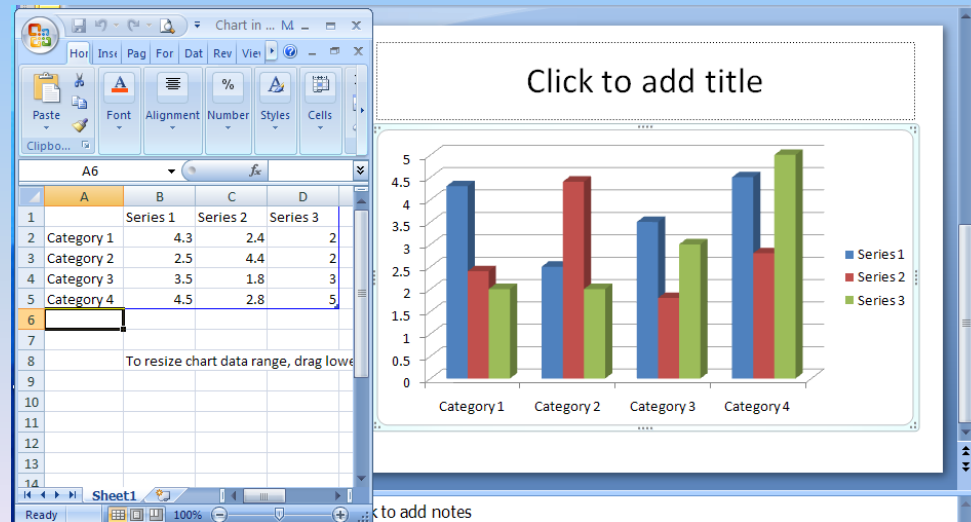 Chart in ... M
Hor Inse Pag For Dat Rev Viev
Paste Font Alignment Number Styles Cells
%
Clipbo...
A6 fx
A B C D
1 Series 1 Series 2 Series 3
2 Category 1 4.3 2.4 2
3 Category 2 2.5 4.4 2
4 Category 3 3.5 1.8 3
5 Category 4 4.5 2.8 5
6
7
8 To resize chart data range, drag lowe
9
10
11
12
13
14
Sheet1
Ready 100%
Click to add title
5
4.5
4
3.5
3
2.5
2
1.5
1
0.5
0
Category 1 Category 2 Category 3 Category 4
Series 1
Series 2
Series 3
k to add notes